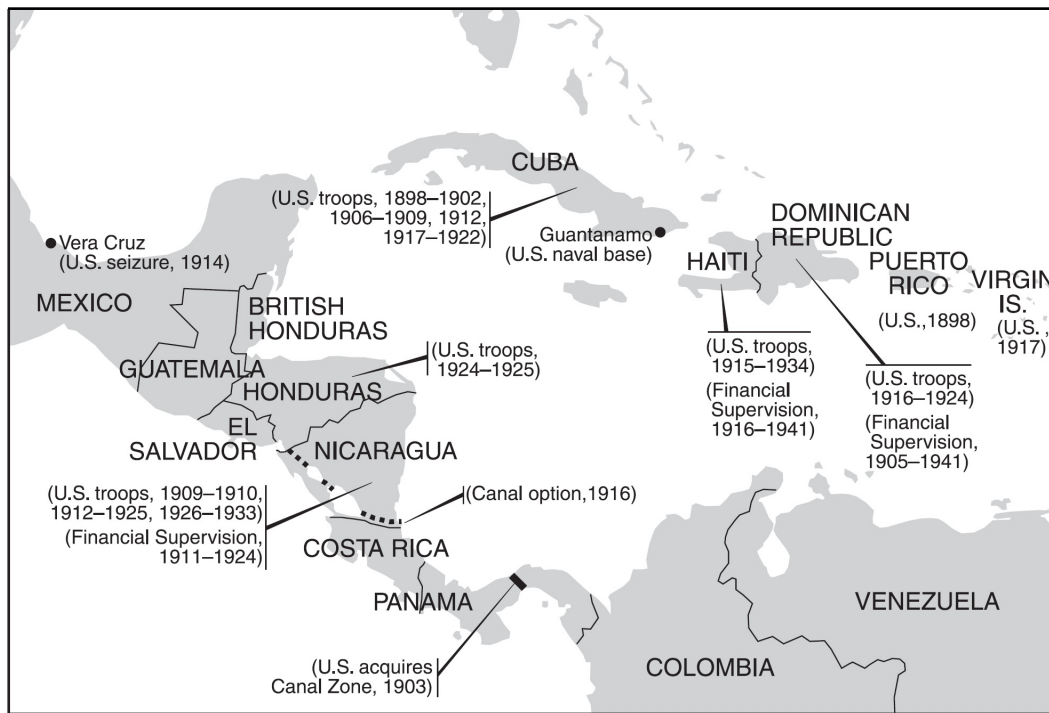 CUBA
(U.S. troops, 1898–1902,
1906–1909, 1912,
1917–1922)
Guantanamo
(U.S. naval base)
Vera Cruz
(U.S. seizure, 1914)
MEXICO
BRITISH
HONDURAS
GUATEMALA
HONDURAS
(U.S. troops,
1924–1925)
EL
SALVADOR
NICARAGUA
(U.S. troops, 1909–1910,
1912–1925, 1926–1933)
(Financial Supervision,
1911–1924)
(Canal option,1916)
COSTA RICA
PANAMA
(U.S. acquires
Canal Zone, 1903)
HAITI
(U.S. troops,
1915–1934)
(Financial
Supervision,
1916–1941)
DOMINICAN
REPUBLIC
(U.S. troops,
1916–1924)
(Financial
Supervision,
1905–1941)
PUERTO
RICO
(U.S.,1898)
VIRGIN
IS.
(U.S. ,
1917)
COLOMBIA
VENEZUELA